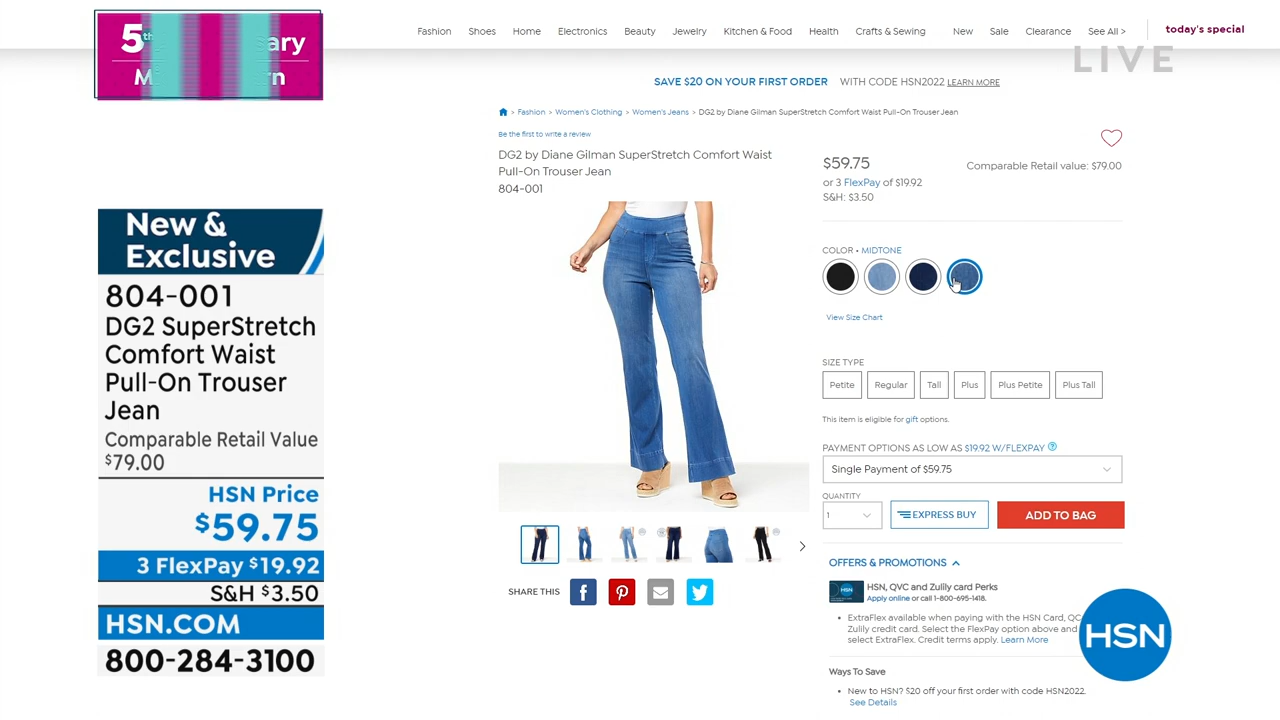 5th
ary
M
rn
Fashion Shoes Home Electronics Beauty Jewelry Kitchen & Food Health Crafts & Sewing New Sale Clearance See All > today's special
LIVE
SAVE $20 ON YOUR FIRST ORDER WITH CODE HSN2022 LEARN MORE
> Fashion > Women's Clothing > Women's Jeans > DG2 by Diane Gilman SuperStretch Comfort Waist Pull-On Trouser Jean
Be the first to write a review
DG2 by Diane Gilman SuperStretch Comfort Waist
Pull-On Trouser Jean
804-001
$59.75
Comparable Retail value: $79.00
or 3 FlexPay of $19.92
S&H: $3.50
COLOR • MIDTONE
View Size Chart
SIZE TYPE
Petite Regular Tall Plus Plus Petite Plus Tall
This item is eligible for gift options.
PAYMENT OPTIONS AS LOW AS $19.92 W/FLEXPAY ?
Single Payment of $59.75
QUANTITY
1
EXPRESS BUY
ADD TO BAG
SHARE THIS
OFFERS & PROMOTIONS
HSN
HSN, QVC and Zulily card Perks
Apply online or call 1-800-695-1418.
• ExtraFlex available when paying with the HSN Card, QC
Zulily credit card. Select the FlexPay option above and
select ExtraFlex. Credit terms apply. Learn More
Ways To Save
• New to HSN? $20 off your first order with code HSN2022.
See Details
HSN
New &
Exclusive
804-001
DG2 SuperStretch
Comfort Waist
Pull-On Trouser
Jean
Comparable Retail Value
$79.00
HSN Price
$59.75
3 FlexPay $19.92
S&H $3.50
HSN.COM
800-284-3100